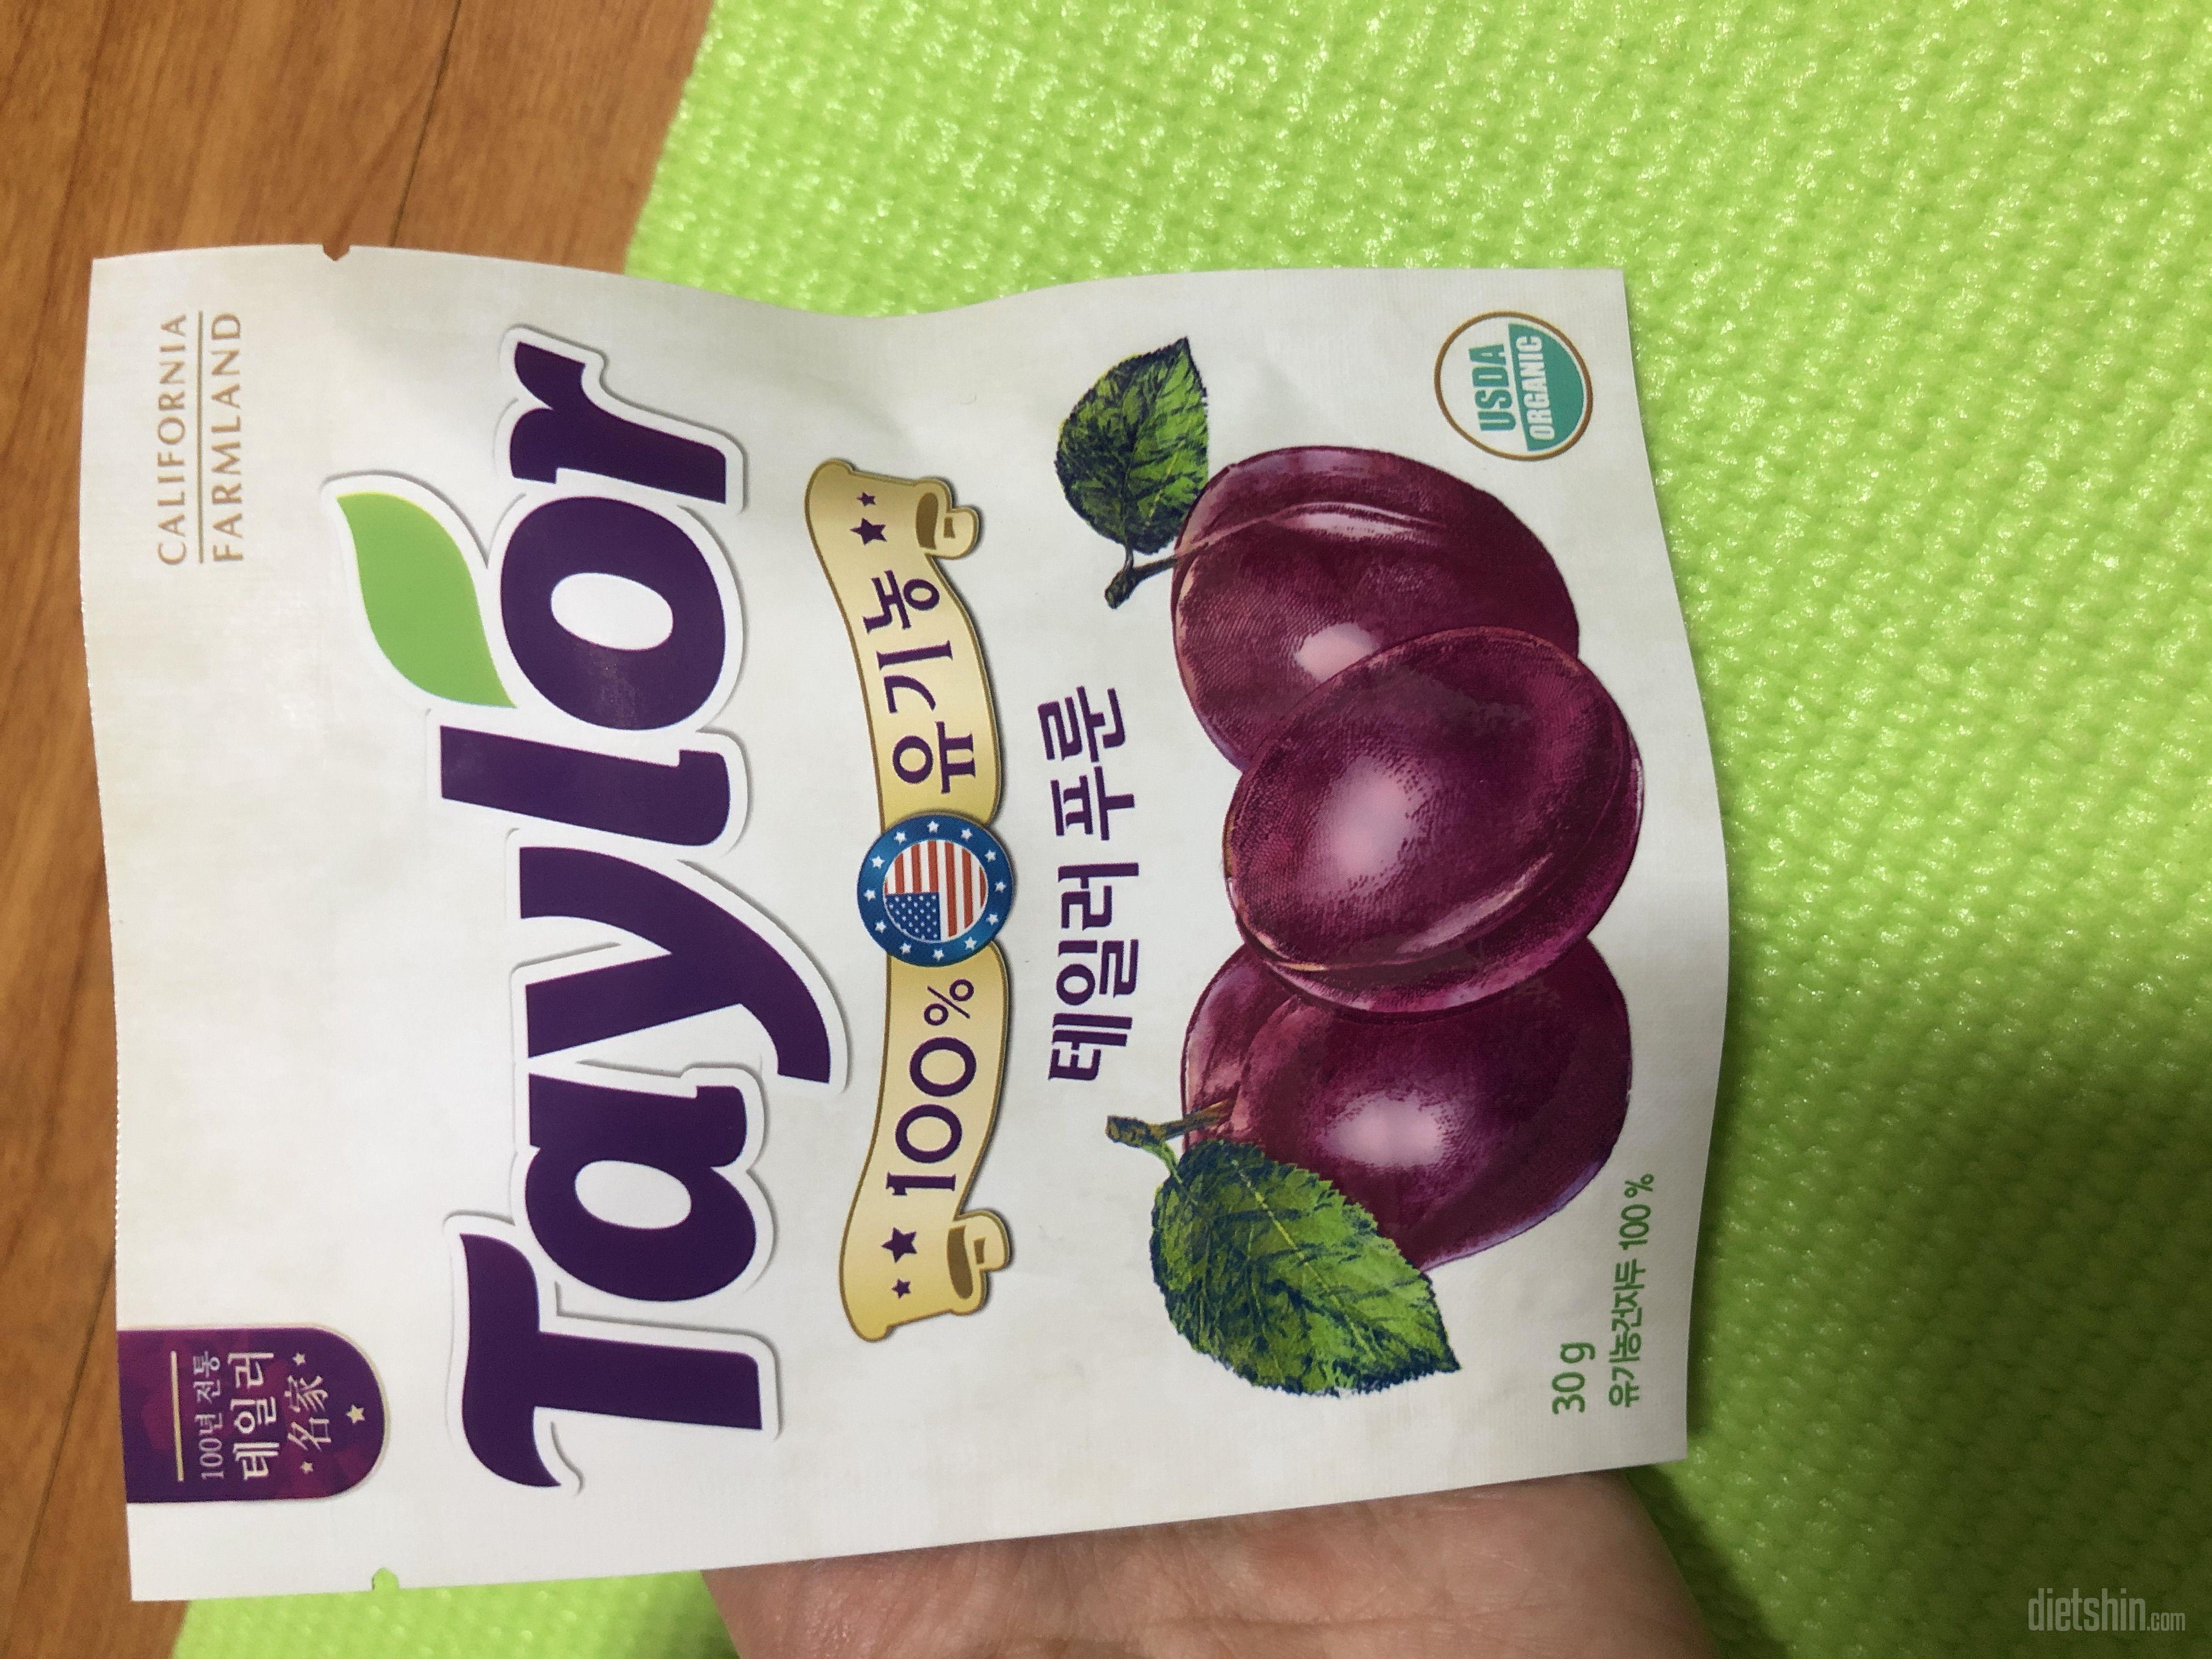 100년 전통
테일러
名家
CALIFORNIA
FARMLAND
Taylor
100% 유기농
테일러 푸룬
30 g
유기농건자두 100 %
USDA
ORGANIC
dietshin.com